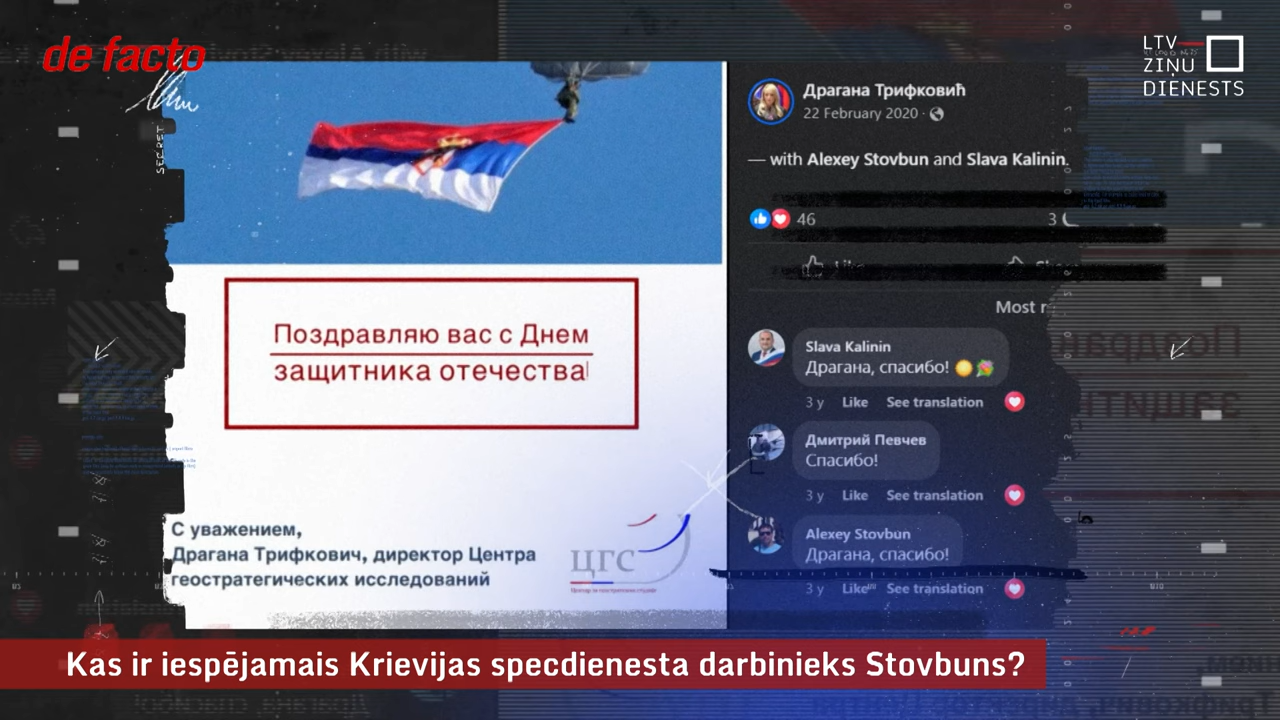 de facto
LTV
ZIŅU
DIENESTS
SECRET
Поздравляю вас с Днем
защитника отечества
С уважением,
Драгана Трифкович, директор Центра
геостратегических исследований
цгс
Драгана Трифковић
22 February 2020
— with Alexey Stovbun and Slava Kalinin.
46
3
Like
Most r
Slava Kalinin
Драгана, спасибо!
3 y Like See translation
Дмитрий Певчев
Спасибо!
3 y Like See translation
Alexey Stovbun
Драгана, спасибо!
3 y Like See translation
Kas ir iespējamais Krievijas specdienesta darbinieks Stovbuns?